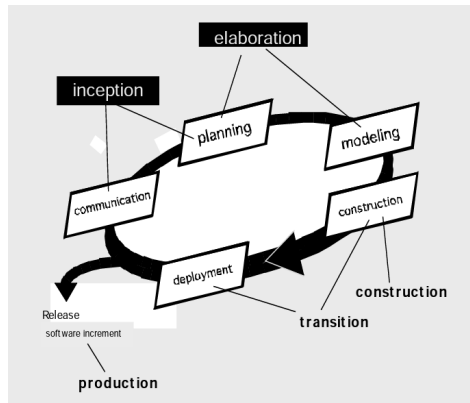 elaboration
inception
planning
modeling
communication
construction
deployment
construction
transition
Release
software increment
production